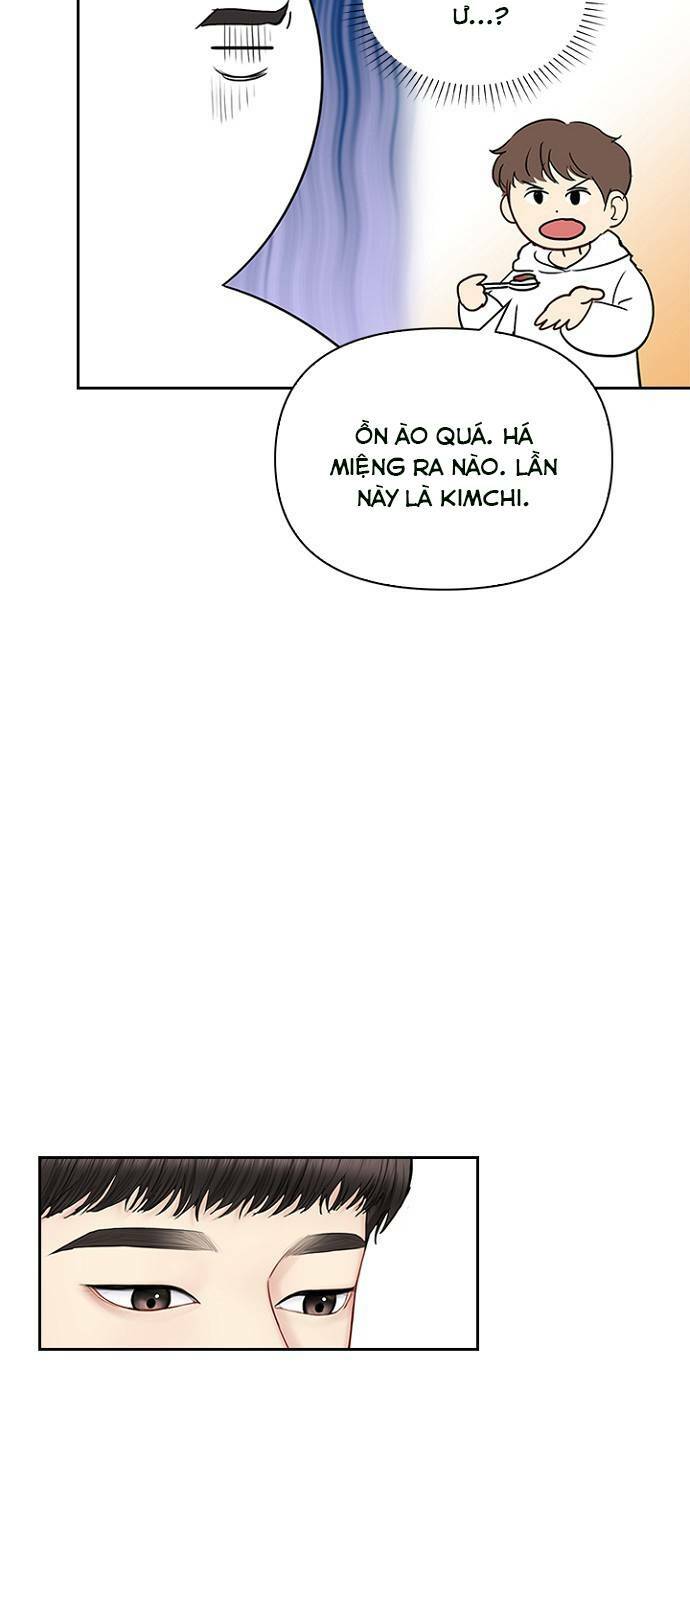 Ư...?
ỒN ÀO QUÁ. HÁ
MIỆNG RA NÀO. LẦN
NÀY LÀ KIMCHI.